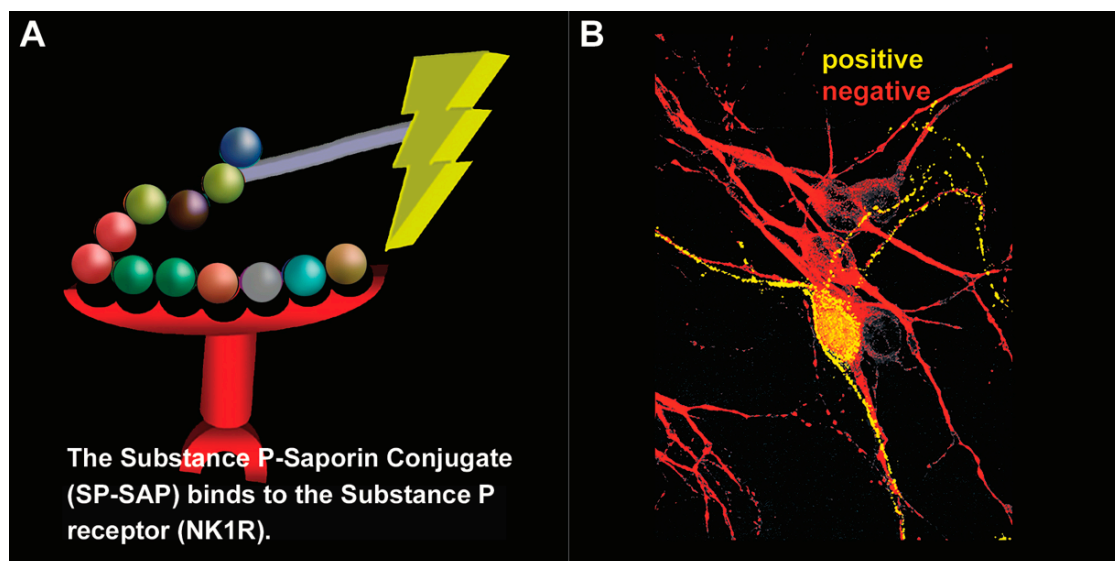 A
The Substance P-Saporin Conjugate
(SP-SAP) binds to the Substance P
receptor (NK1R).
B
positive
negative